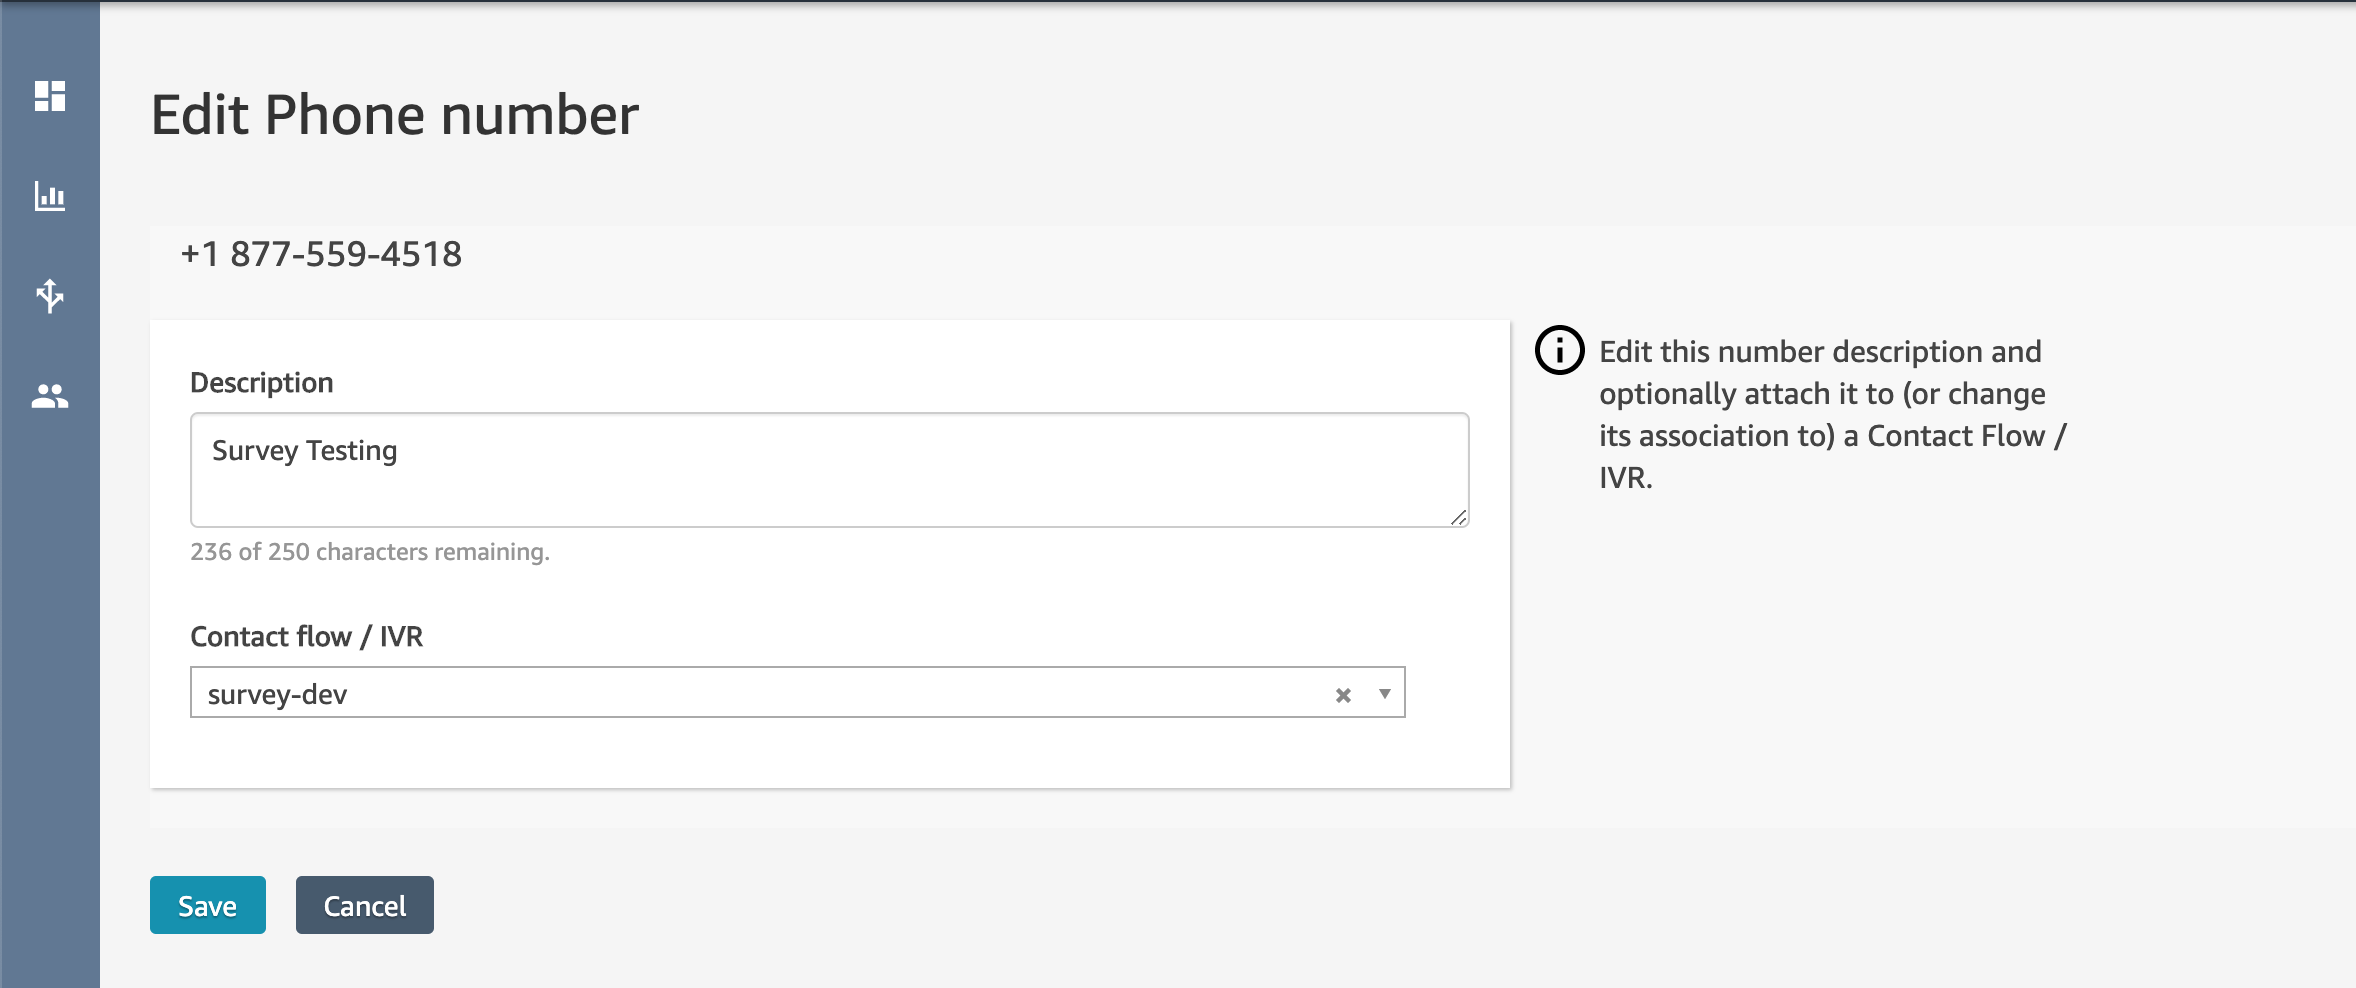 Edit Phone number
+1 877-559-4518
Description
Survey Testing
236 of 250 characters remaining.
Contact flow / IVR
survey-dev
Edit this number description and
optionally attach it to (or change
its association to) a Contact Flow /
IVR.
Save
Cancel